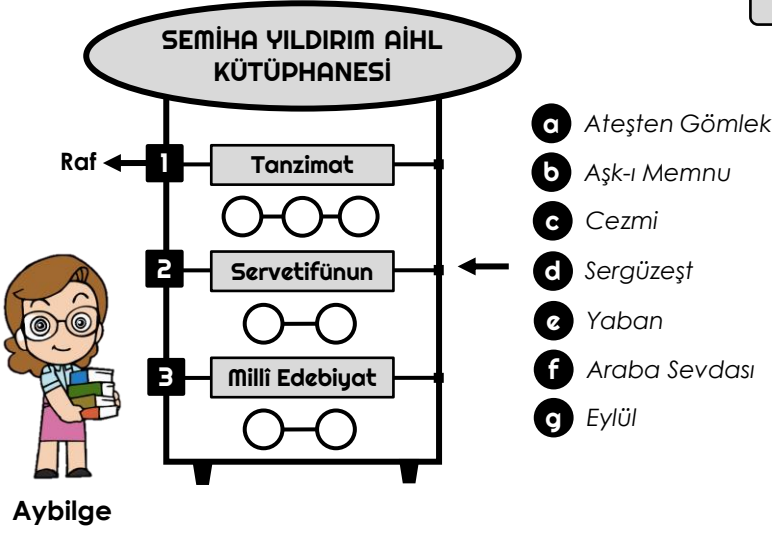 SEMİHA YILDIRIM AİHL
KÜTÜPHANESİ
Raf
1
Tanzimat
2
Servetifünun
3
Millî Edebiyat
Aybilge
a Ateşten Gömlek
b Aşk-ı Memnu
c Cezmi
d Sergüzeşt
e Yaban
f Araba Sevdası
g Eylül